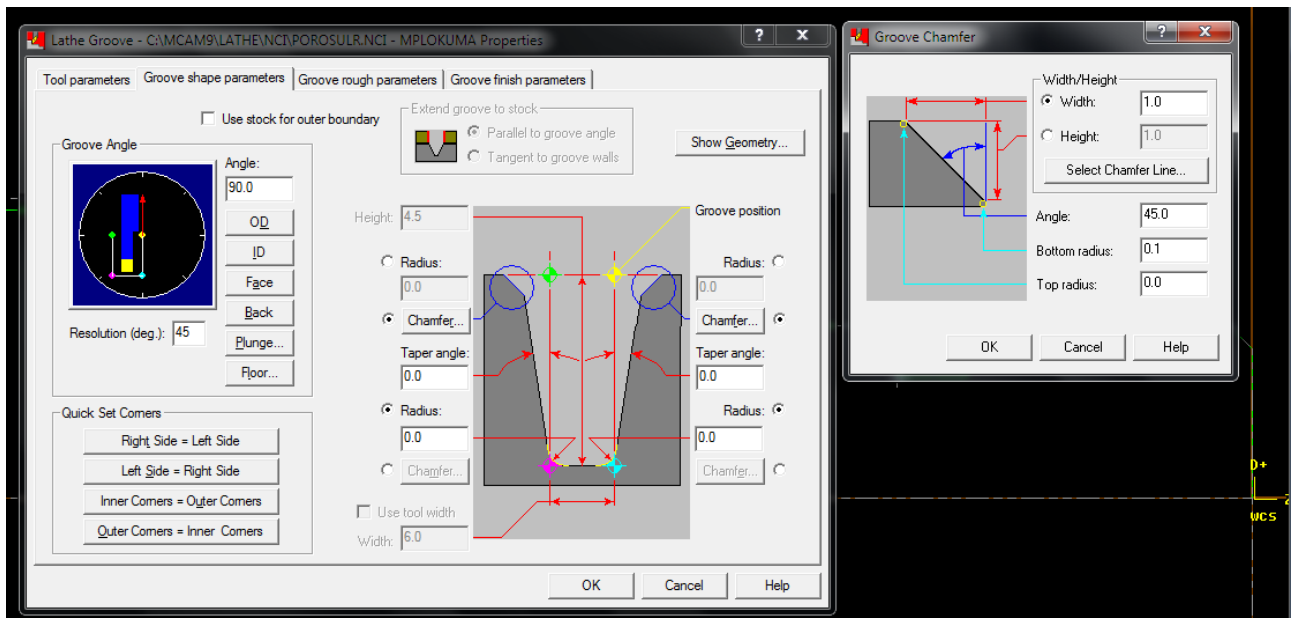 Lathe Groove - C:\MCAM9\LATHE\NCI\POROSULR.NCI - MPLOKUMA Properties
Tool parameters Groove shape parameters Groove rough parameters Groove finish parameters
Use stock for outer boundary
Extend groove to stock
Parallel to groove angle
Tangent to groove walls
Show Geometry...
Groove Angle
Angle:
90.0
OD
ID
Face
Back
Plunge...
Floor...
Resolution (deg.): 45
Quick Set Corners
Right Side = Left Side
Left Side = Right Side
Inner Corners = Outer Corners
Outer Corners = Inner Corners
Height: 4.5
Groove position
Radius: Radius:
0.0 0.0
Chamfer... Chamfer...
Taper angle: Taper angle:
0.0 0.0
Radius: Radius:
0.0 0.0
Chamfer... Chamfer...
Use tool width
Width: 6.0
OK Cancel Help
Groove Chamfer
Width/Height
Width: 1.0
Height: 1.0
Select Chamfer Line...
Angle: 45.0
Bottom radius: 0.1
Top radius: 0.0
OK Cancel Help
D+
Z
WCS